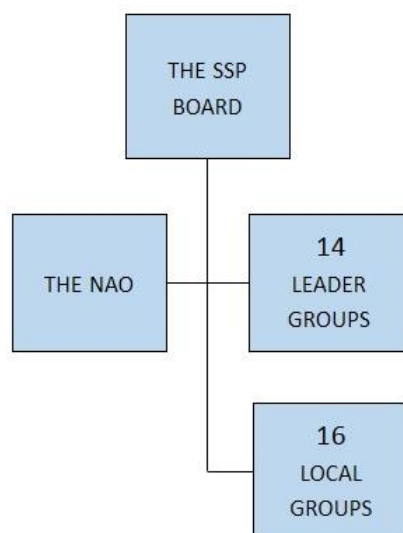 THE SSP
BOARD
THE NAO
14
LEADER
GROUPS
16
LOCAL
GROUPS